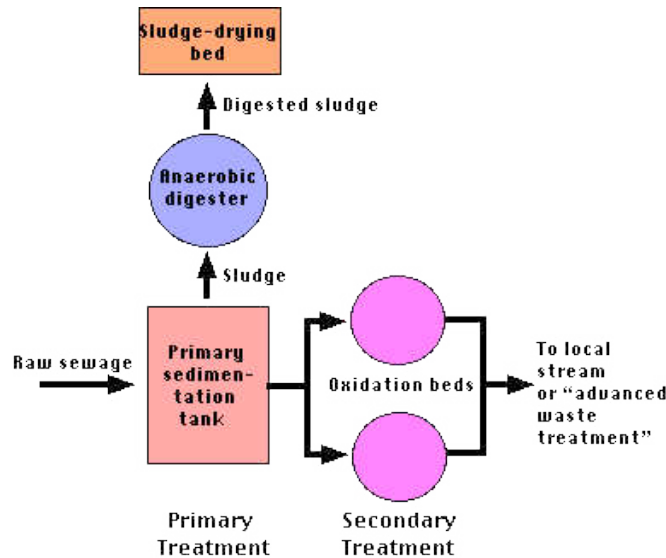 Sludge-drying
bed
Digested sludge
Anaerobic
digester
Sludge
Raw sewage
Primary
sedimen-
tation
tank
Oxidation beds
To local
stream
or “advanced
waste
treatment”
Primary
Treatment
Secondary
Treatment